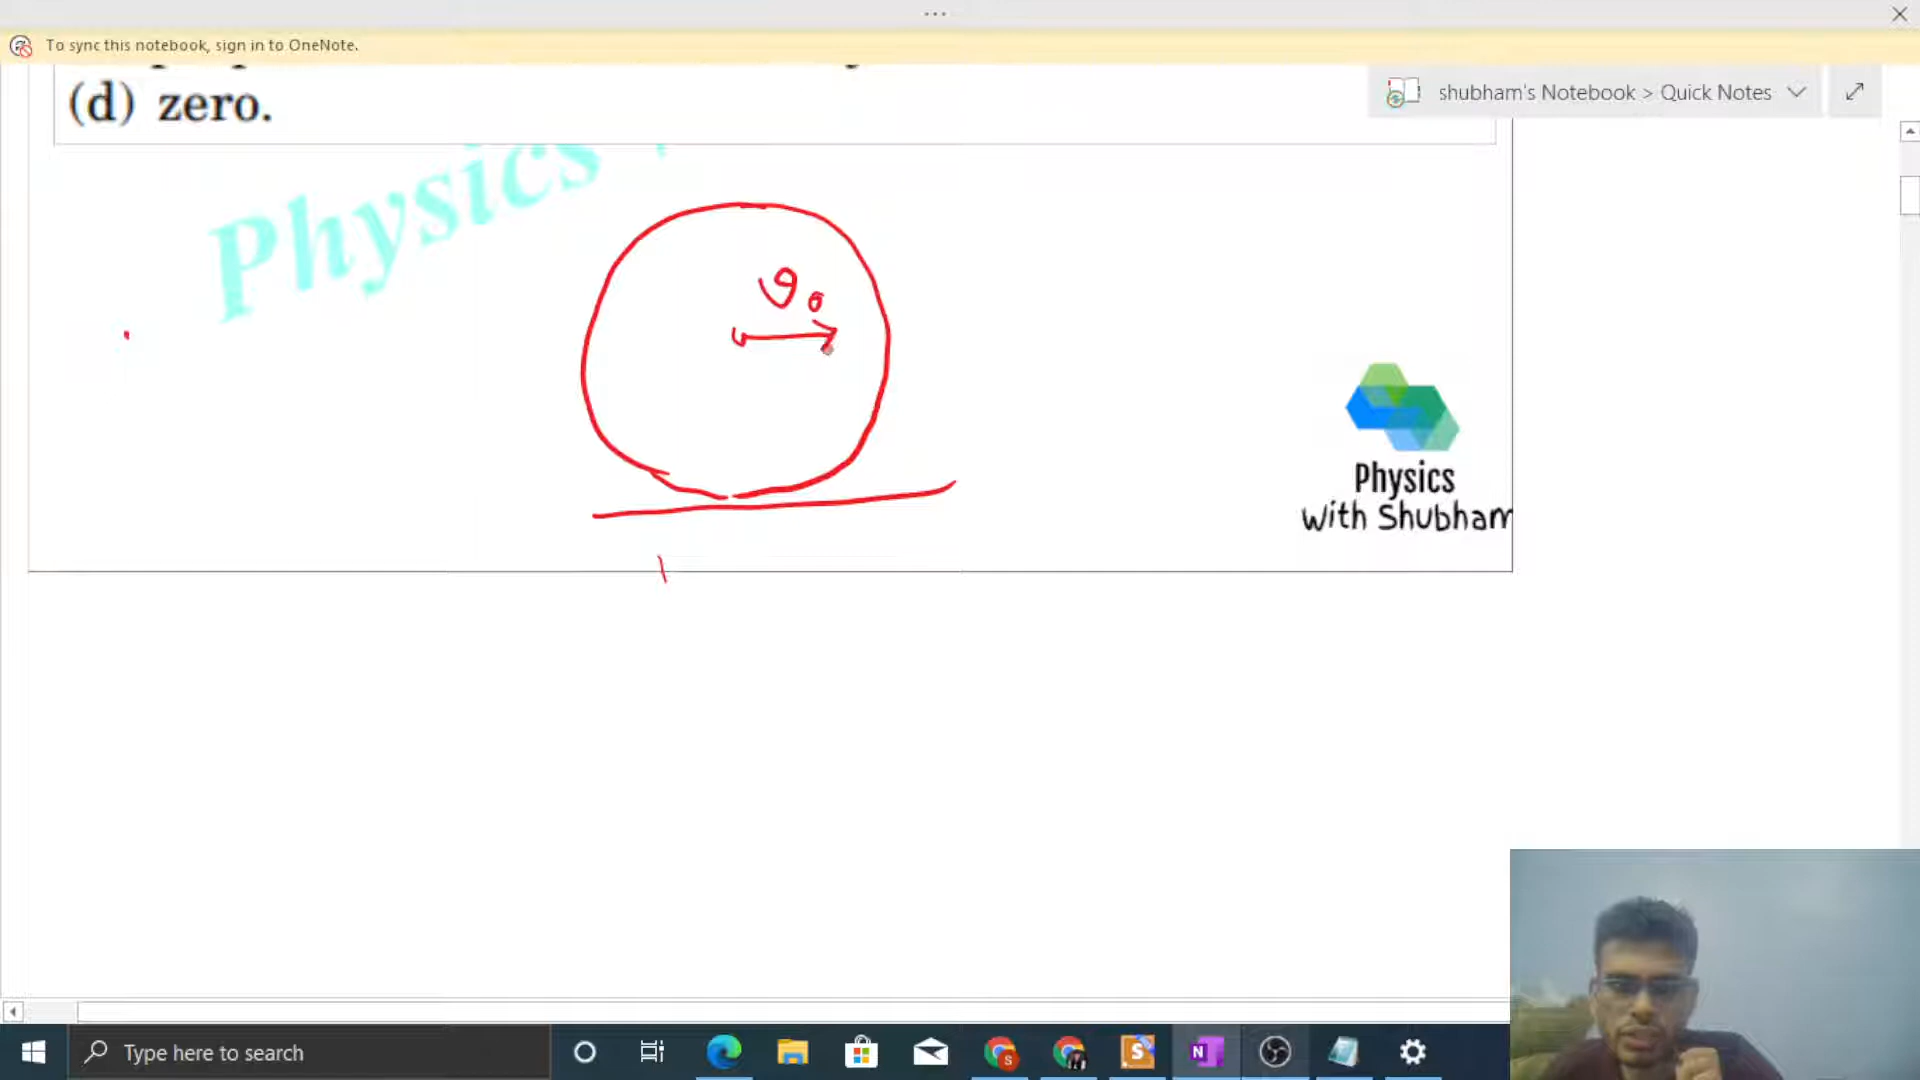 ...
To sync this notebook, sign in to OneNote.
(d) zero.
shubham's Notebook > Quick Notes
Physics
v₀
Physics
with Shubham
Type here to search